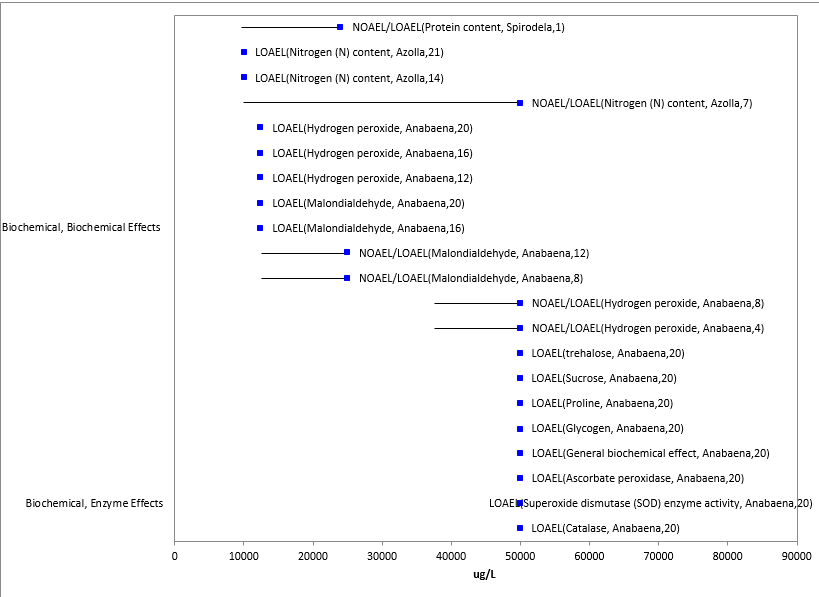 NOAEL/LOAEL(Protein content, Spirodela,1)
LOAEL(Nitrogen (N) content, Azolla,21)
LOAEL(Nitrogen (N) content, Azolla,14)
NOAEL/LOAEL(Nitrogen (N) content, Azolla,7)
LOAEL(Hydrogen peroxide, Anabaena,20)
LOAEL(Hydrogen peroxide, Anabaena,16)
LOAEL(Hydrogen peroxide, Anabaena,12)
LOAEL(Malondialdehyde, Anabaena,20)
Biochemical, Biochemical Effects
LOAEL(Malondialdehyde, Anabaena,16)
NOAEL/LOAEL(Malondialdehyde, Anabaena,12)
NOAEL/LOAEL(Malondialdehyde, Anabaena,8)
NOAEL/LOAEL(Hydrogen peroxide, Anabaena,8)
NOAEL/LOAEL(Hydrogen peroxide, Anabaena,4)
LOAEL(trehalose, Anabaena,20)
LOAEL(Sucrose, Anabaena,20)
LOAEL(Proline, Anabaena,20)
LOAEL(Glycogen, Anabaena,20)
LOAEL(General biochemical effect, Anabaena,20)
LOAEL(Ascorbate peroxidase, Anabaena,20)
Biochemical, Enzyme Effects
LOAEL(Superoxide dismutase (SOD) enzyme activity, Anabaena,20)
LOAEL(Catalase, Anabaena,20)
0 10000 20000 30000 40000 50000 60000 70000 80000 90000
ug/L